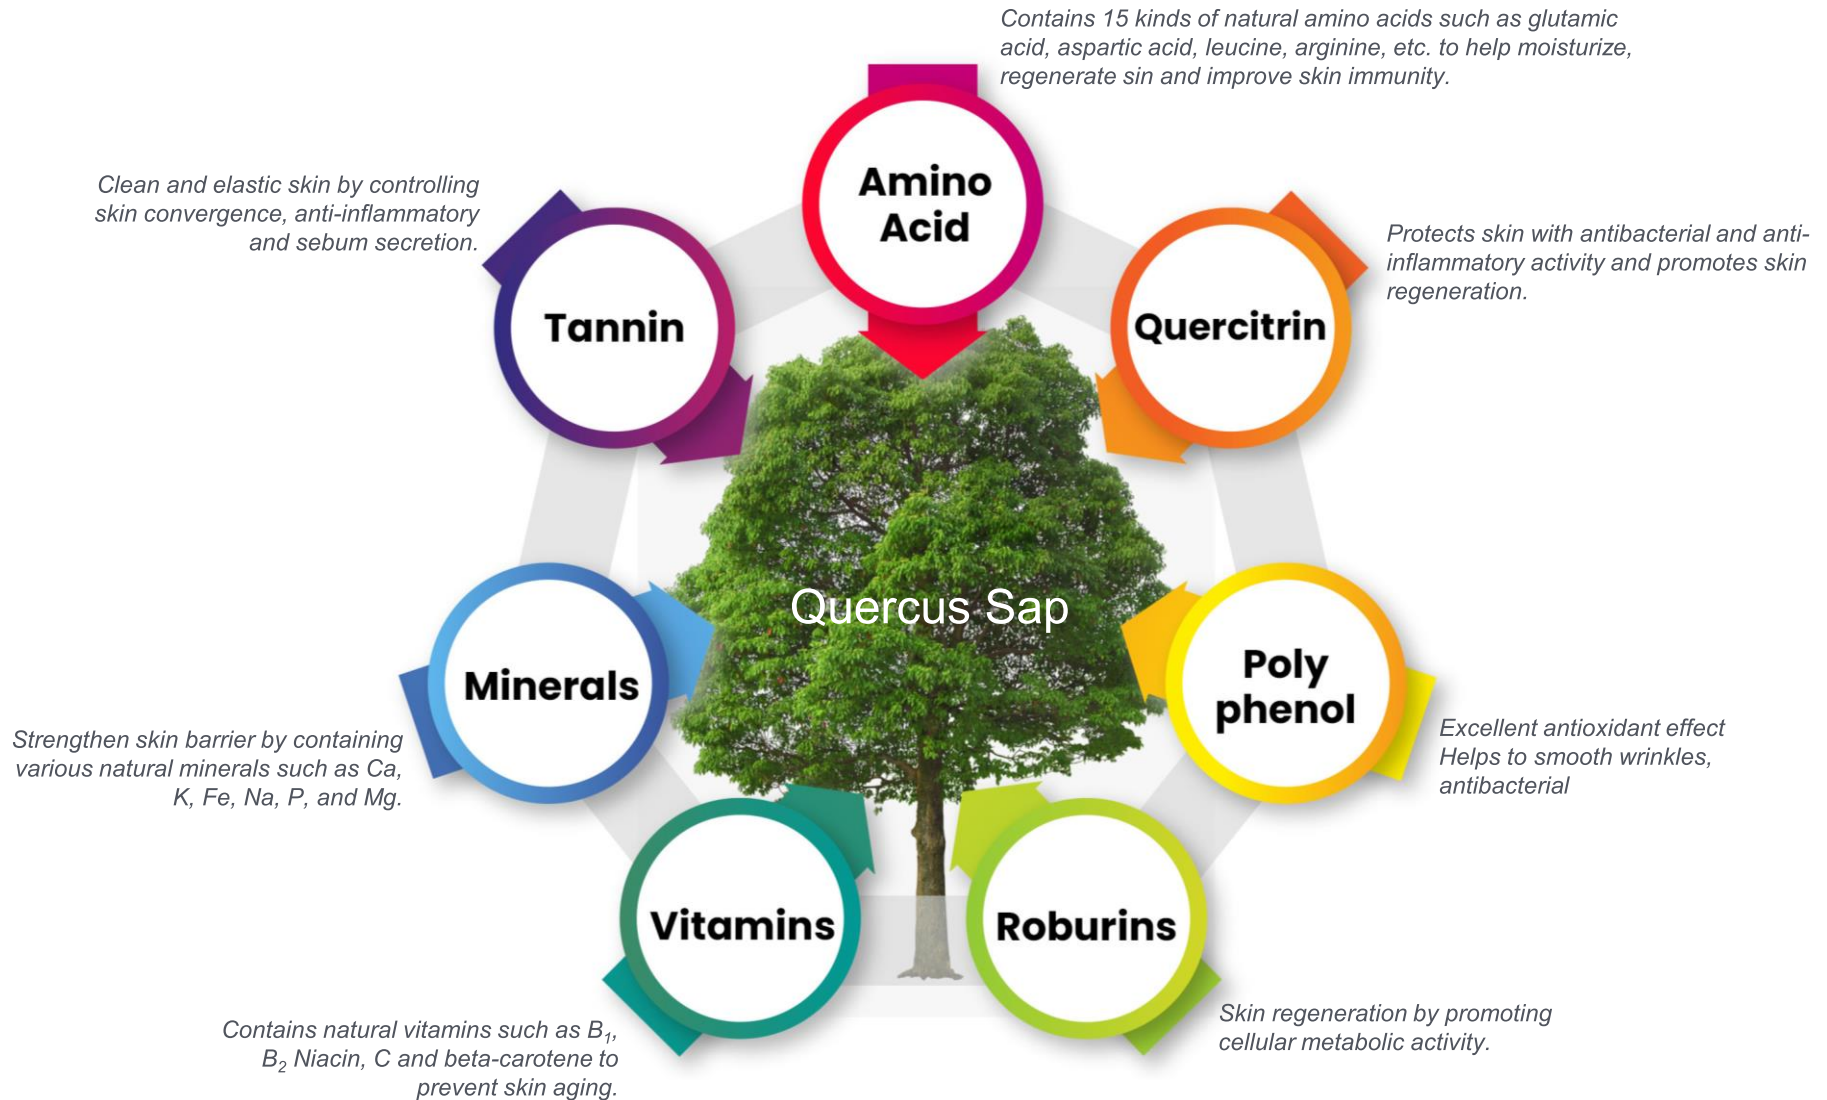 Contains 15 kinds of natural amino acids such as glutamic
acid, aspartic acid, leucine, arginine, etc. to help moisturize,
regenerate sin and improve skin immunity.
Amino
Acid
Clean and elastic skin by controlling
skin convergence, anti-inflammatory
and sebum secretion.
Tannin
Quercitrin
Protects skin with antibacterial and anti-
inflammatory activity and promotes skin
regeneration.
Quercus Sap
Minerals
Strengthen skin barrier by containing
various natural minerals such as Ca,
K, Fe, Na, P, and Mg.
Poly
phenol
Excellent antioxidant effect
Helps to smooth wrinkles,
antibacterial
Vitamins
Contains natural vitamins such as B₁,
B₂ Niacin, C and beta-carotene to
prevent skin aging.
Roburins
Skin regeneration by promoting
cellular metabolic activity.